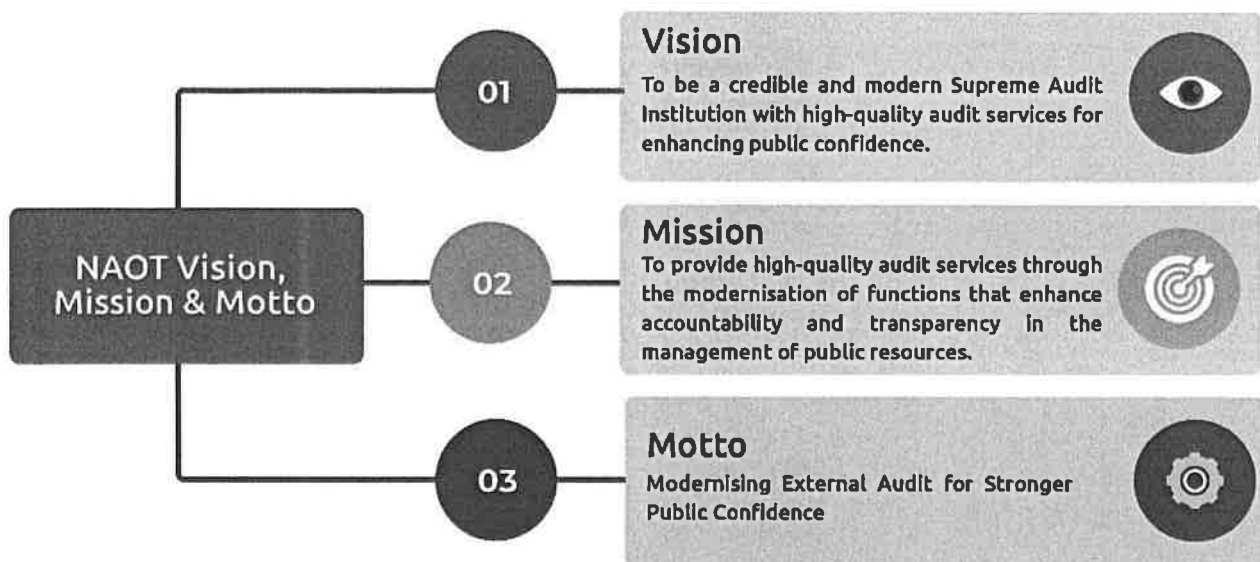 NAOT Vision,
Mission & Motto
01
Vision
To be a credible and modern Supreme Audit
Institution with high-quality audit services for
enhancing public confidence.
02
Mission
To provide high-quality audit services through
the modernisation of functions that enhance
accountability and transparency in the
management of public resources.
03
Motto
Modernising External Audit for Stronger
Public Confidence